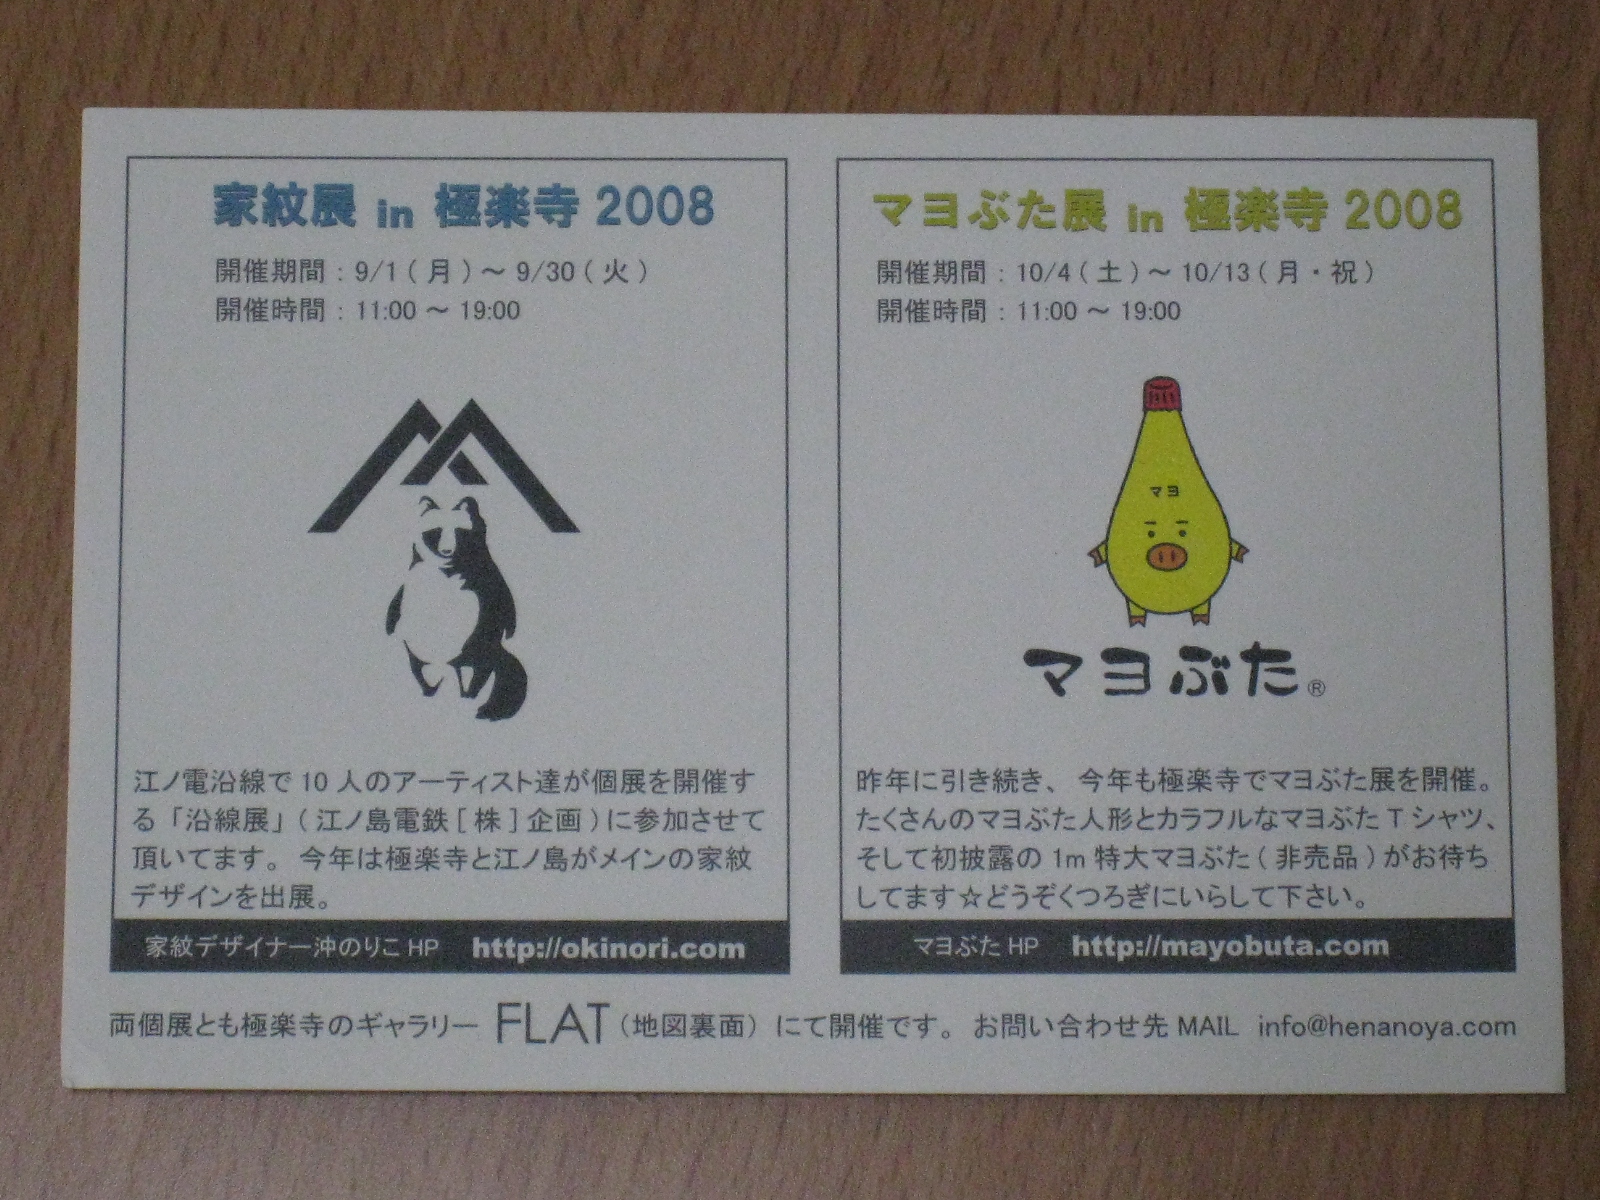 家紋展 in 極楽寺 2008
開催期間 : 9/1 ( 月 ) ～ 9/30 ( 火 )
開催時間 : 11:00 ～ 19:00
江ノ電沿線で 10 人のアーティスト達が個展を開催す
る 「沿線展」 ( 江ノ島電鉄 [ 株 ] 企画 ) に参加させて
頂いてます。 今年は極楽寺と江ノ島がメインの家紋
デザインを出展。
家紋デザイナー沖のりこ HP http://okinori.com
マヨぶた展 in 極楽寺 2008
開催期間 : 10/4 ( 土 ) ～ 10/13 ( 月・祝 )
開催時間 : 11:00 ～ 19:00
マヨ
マヨぶた®
昨年に引き続き、 今年も極楽寺でマヨぶた展を開催。
たくさんのマヨぶた人形とカラフルなマヨぶた T シャツ、
そして初披露の 1m 特大マヨぶた ( 非売品 ) がお待ち
してます☆どうぞくつろぎにいらして下さい。
マヨぶた HP http://mayobuta.com
両個展とも極楽寺のギャラリー FLAT （地図裏面） にて開催です。 お問い合わせ先 MAIL info@henanoya.com